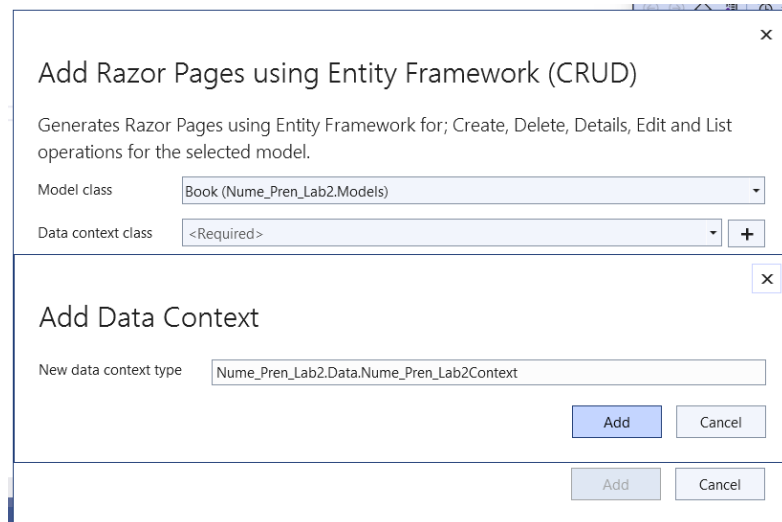 Add Razor Pages using Entity Framework (CRUD)
Generates Razor Pages using Entity Framework for; Create, Delete, Details, Edit and List
operations for the selected model.
Model class Book (Nume_Pren_Lab2.Models)
Data context class <Required> +
Add Data Context
New data context type Nume_Pren_Lab2.Data.Nume_Pren_Lab2Context
Add Cancel
Add Cancel